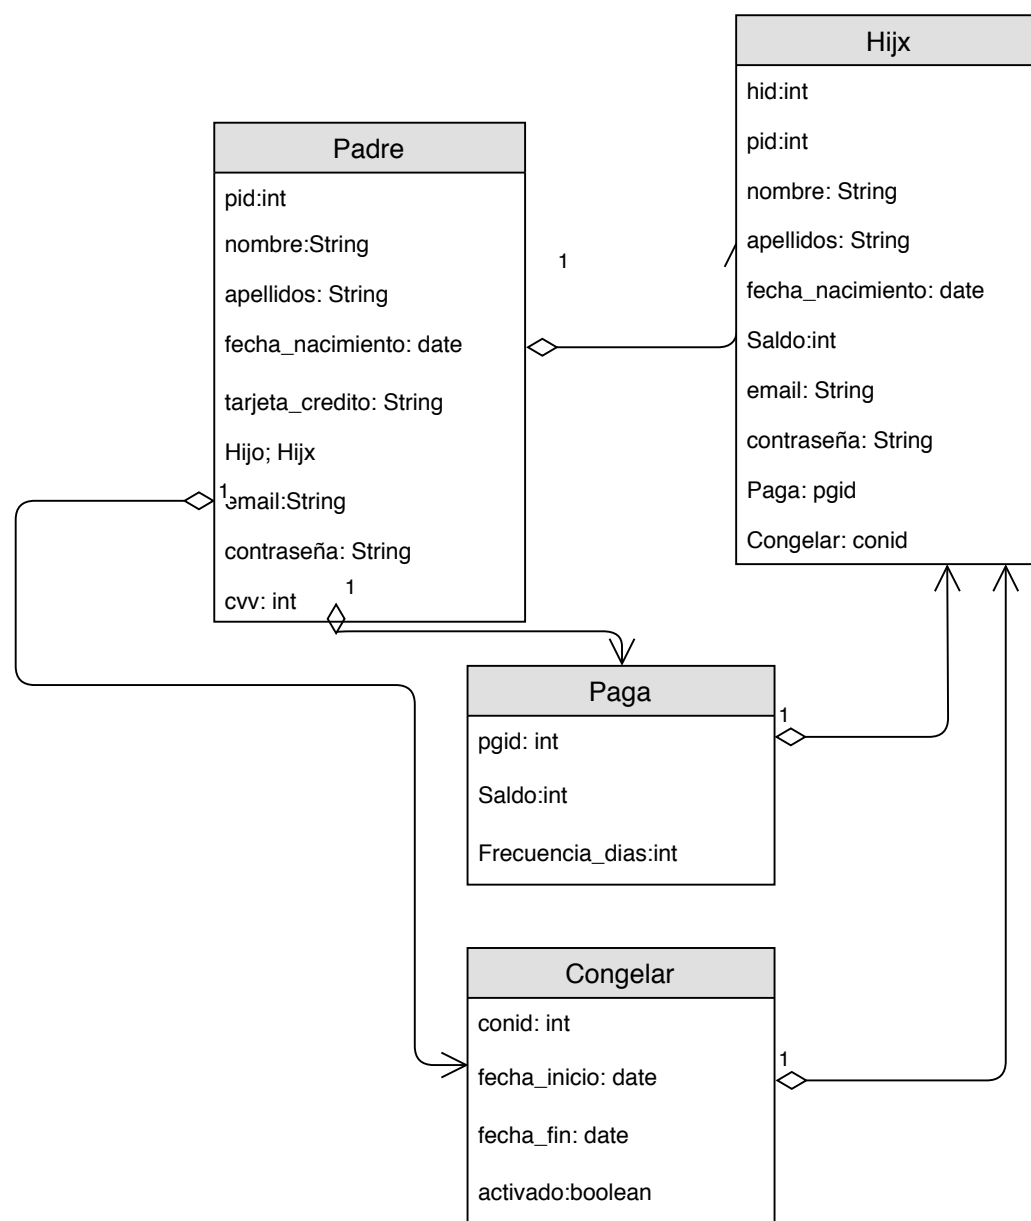 Hijx
hid:int
pid:int
nombre: String
apellidos: String
fecha_nacimiento: date
Saldo:int
email: String
contraseña: String
Paga: pgid
Congelar: conid
Padre
pid:int
nombre:String
apellidos: String
fecha_nacimiento: date
tarjeta_credito: String
Hijo; Hijx
email:String
contraseña: String
cvv: int
1
1
1
Paga
pgid: int
Saldo:int
Frecuencia_dias:int
1
Congelar
conid: int
fecha_inicio: date
fecha_fin: date
activado:boolean
1